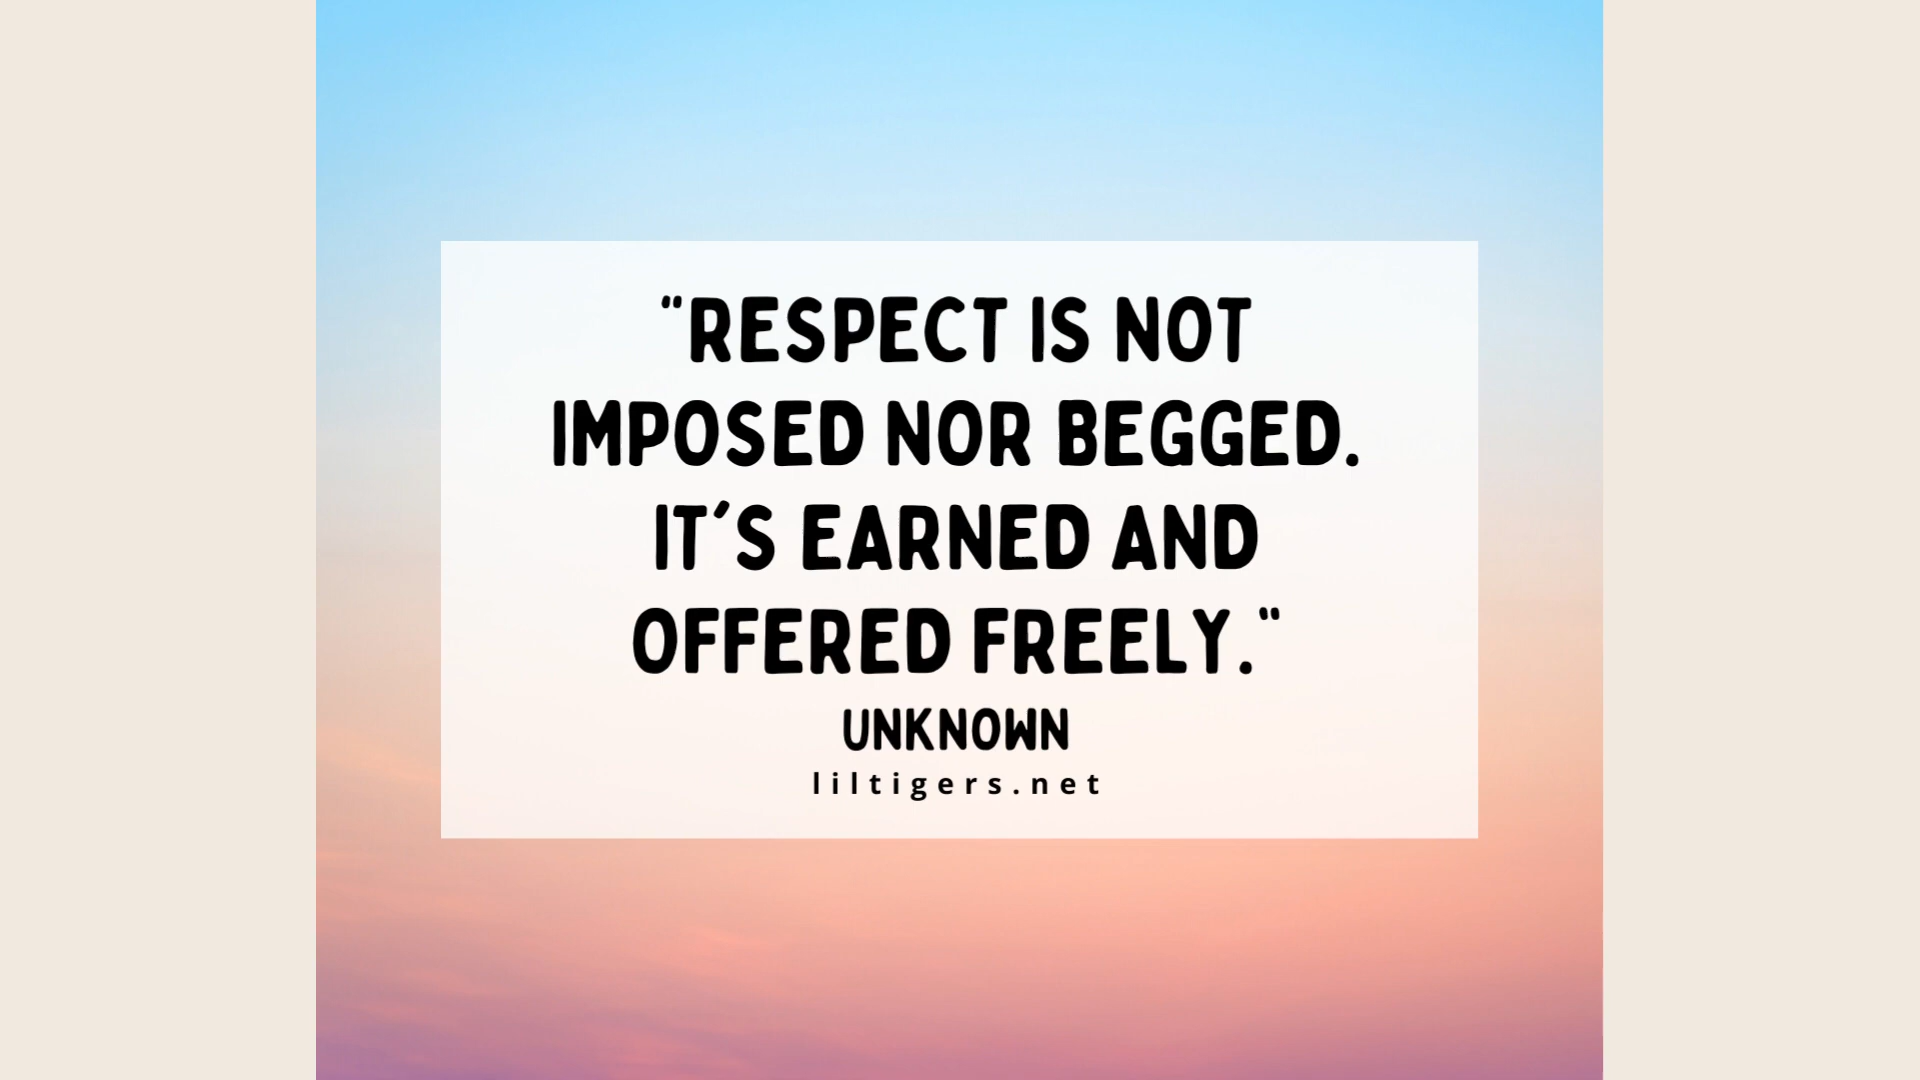 "RESPECT IS NOT
IMPOSED NOR BEGGED.
IT'S EARNED AND
OFFERED FREELY."
UNKNOWN
liltigers.net